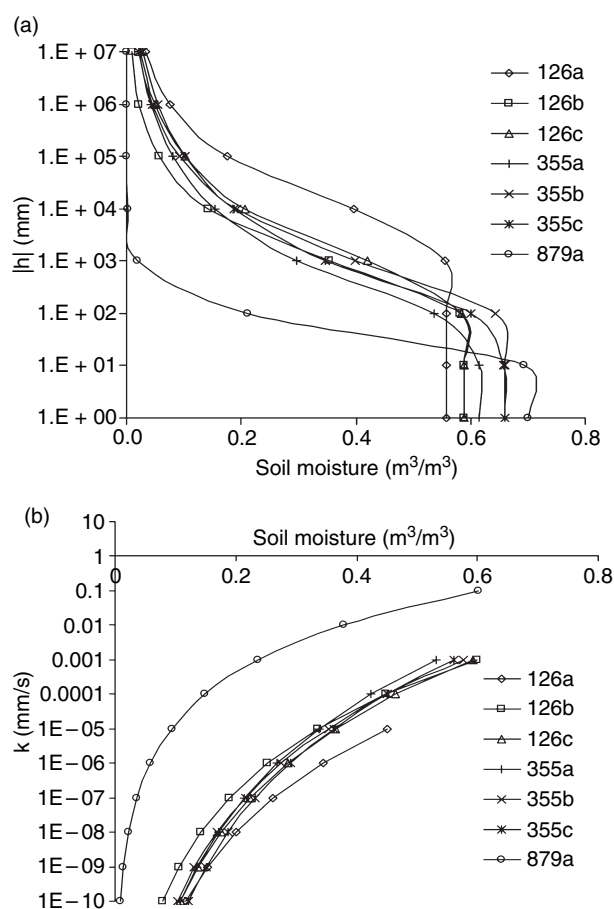 (a)
1.E + 07
1.E + 06
1.E + 05
1.E + 04
1.E + 03
1.E + 02
1.E + 01
1.E + 00
|h| (mm)
0.0 0.2 0.4 0.6 0.8
Soil moisture (m³/m³)
126a
126b
126c
355a
355b
355c
879a
(b)
Soil moisture (m³/m³)
10
1
0.1
0.01
0.001
0.0001
1E−05
1E−06
1E−07
1E−08
1E−09
1E−10
k (mm/s)
0 0.2 0.4 0.6 0.8
126a
126b
126c
355a
355b
355c
879a